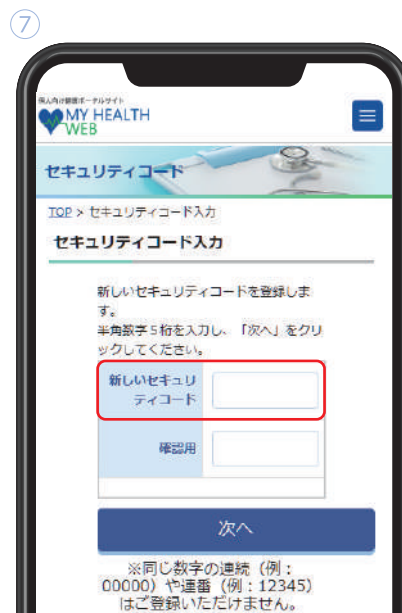 ⑦
個人向け健康ポータルサイト
MY HEALTH
WEB
セキュリティコード
TOP > セキュリティコード入力
セキュリティコード入力
新しいセキュリティコードを登録しま
す。
半角数字5桁を入力し、「次へ」をクリ
ックしてください。
新しいセキュリ
ティコード
確認用
次へ
※同じ数字の連続（例：
00000）や連番（例：12345）
はご登録いただけません。